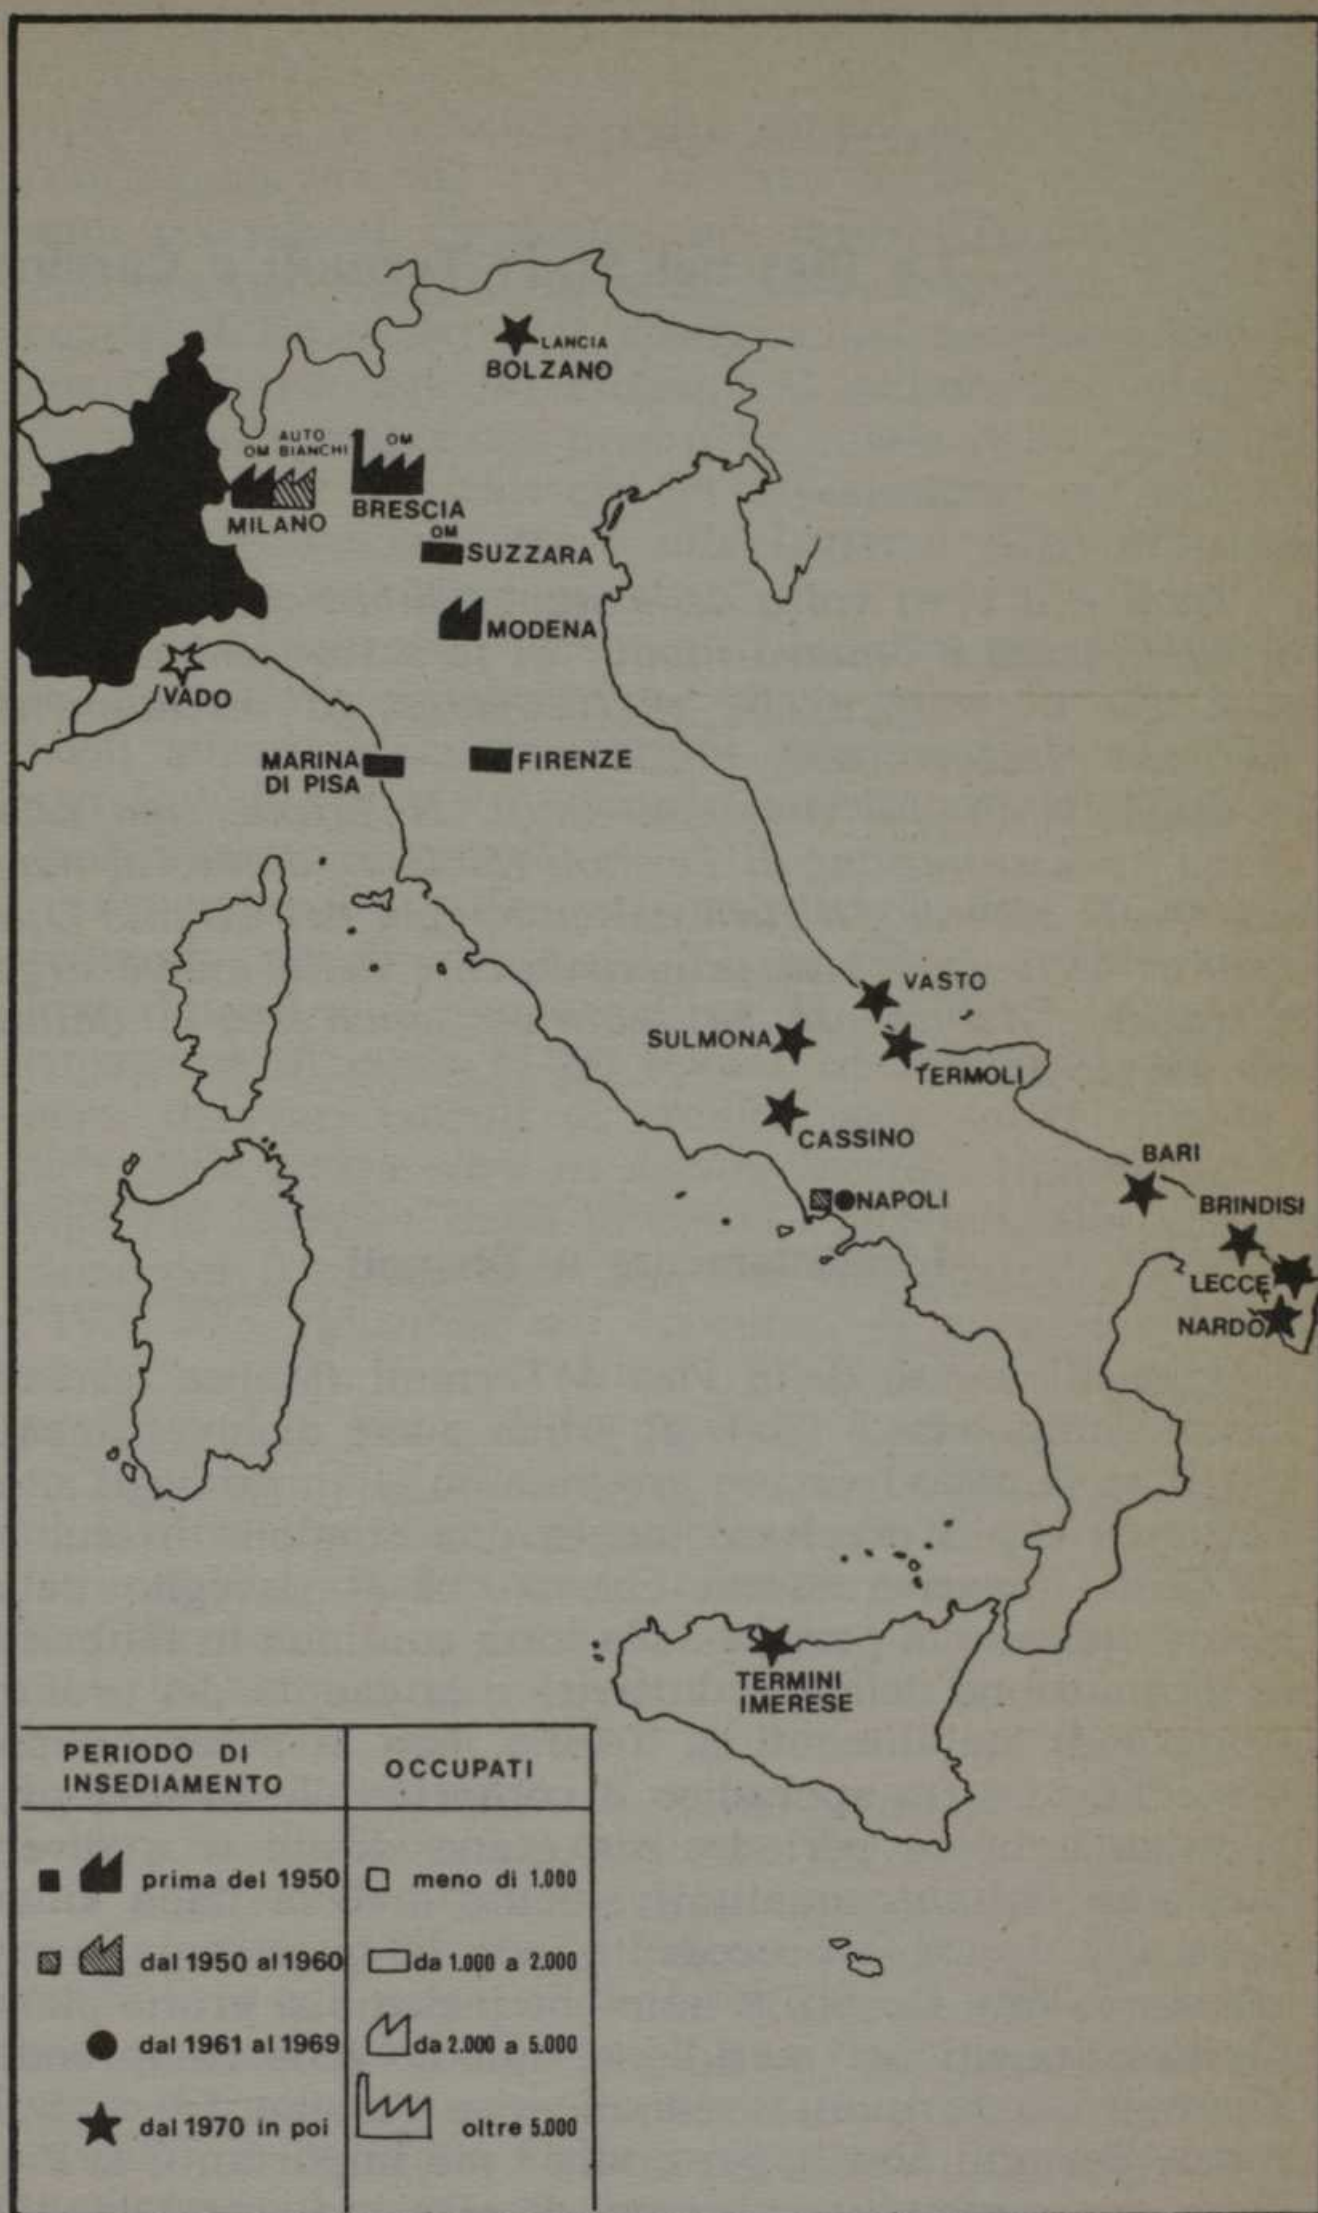 LANCIA
BOLZANO
AUTO
OM BIANCHI
MILANO
OM
BRESCIA
OM
SUZZARA
MODENA
VADO
MARINA
DI PISA
FIRENZE
VASTO
SULMONA
TERMOLI
CASSINO
BARI
NAPOLI
BRINDISI
LECCE
NARDÒ
TERMINI
IMERESE
PERIODO DI
INSEDIAMENTO
OCCUPATI
prima del 1950
meno di 1.000
dal 1950 al 1960
da 1.000 a 2.000
dal 1961 al 1969
da 2.000 a 5.000
dal 1970 in poi
oltre 5.000